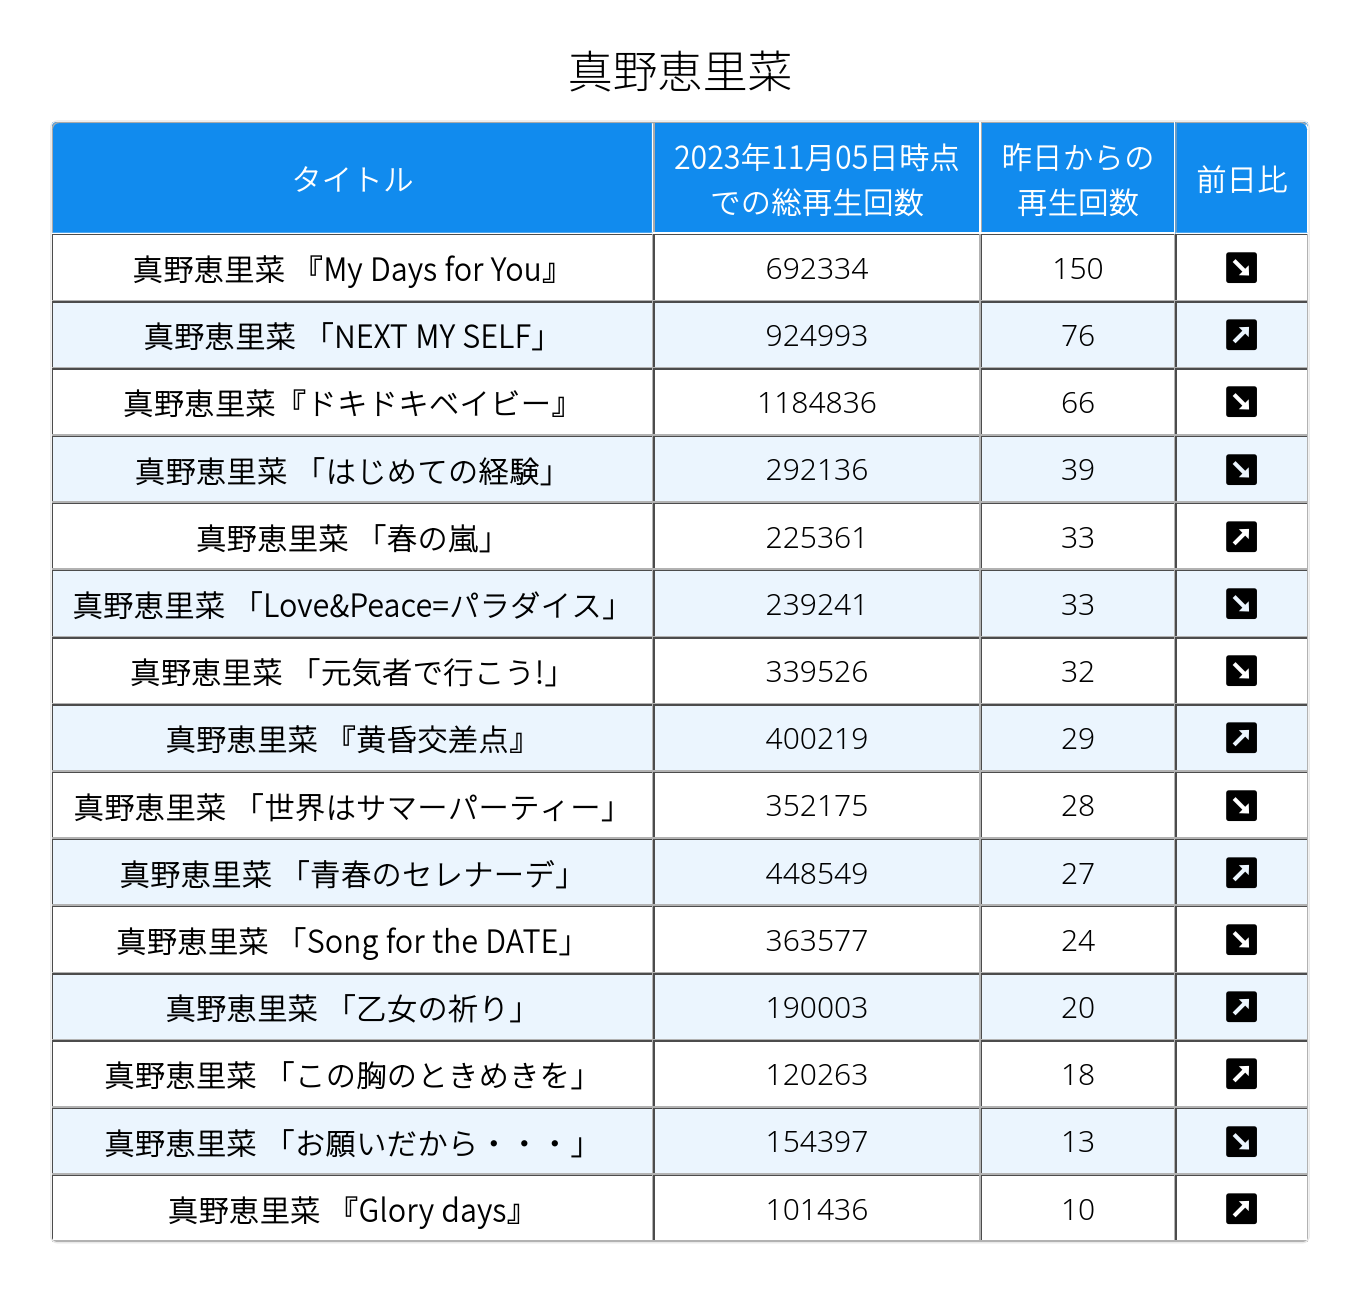 真野恵里菜
タイトル
2023年11月05日時点
での総再生回数
昨日からの
再生回数
前日比
真野恵里菜 『My Days for You』 692334 150 ↘
真野恵里菜 「NEXT MY SELF」 924993 76 ↗
真野恵里菜『ドキドキベイビー』 1184836 66 ↘
真野恵里菜 「はじめての経験」 292136 39 ↘
真野恵里菜 「春の嵐」 225361 33 ↗
真野恵里菜 「Love&Peace=パラダイス」 239241 33 ↘
真野恵里菜 「元気者で行こう!」 339526 32 ↘
真野恵里菜 『黄昏交差点』 400219 29 ↗
真野恵里菜 「世界はサマーパーティー」 352175 28 ↘
真野恵里菜 「青春のセレナーデ」 448549 27 ↗
真野恵里菜 「Song for the DATE」 363577 24 ↘
真野恵里菜 「乙女の祈り」 190003 20 ↗
真野恵里菜 「この胸のときめきを」 120263 18 ↗
真野恵里菜 「お願いだから・・・」 154397 13 ↘
真野恵里菜 『Glory days』 101436 10 ↗